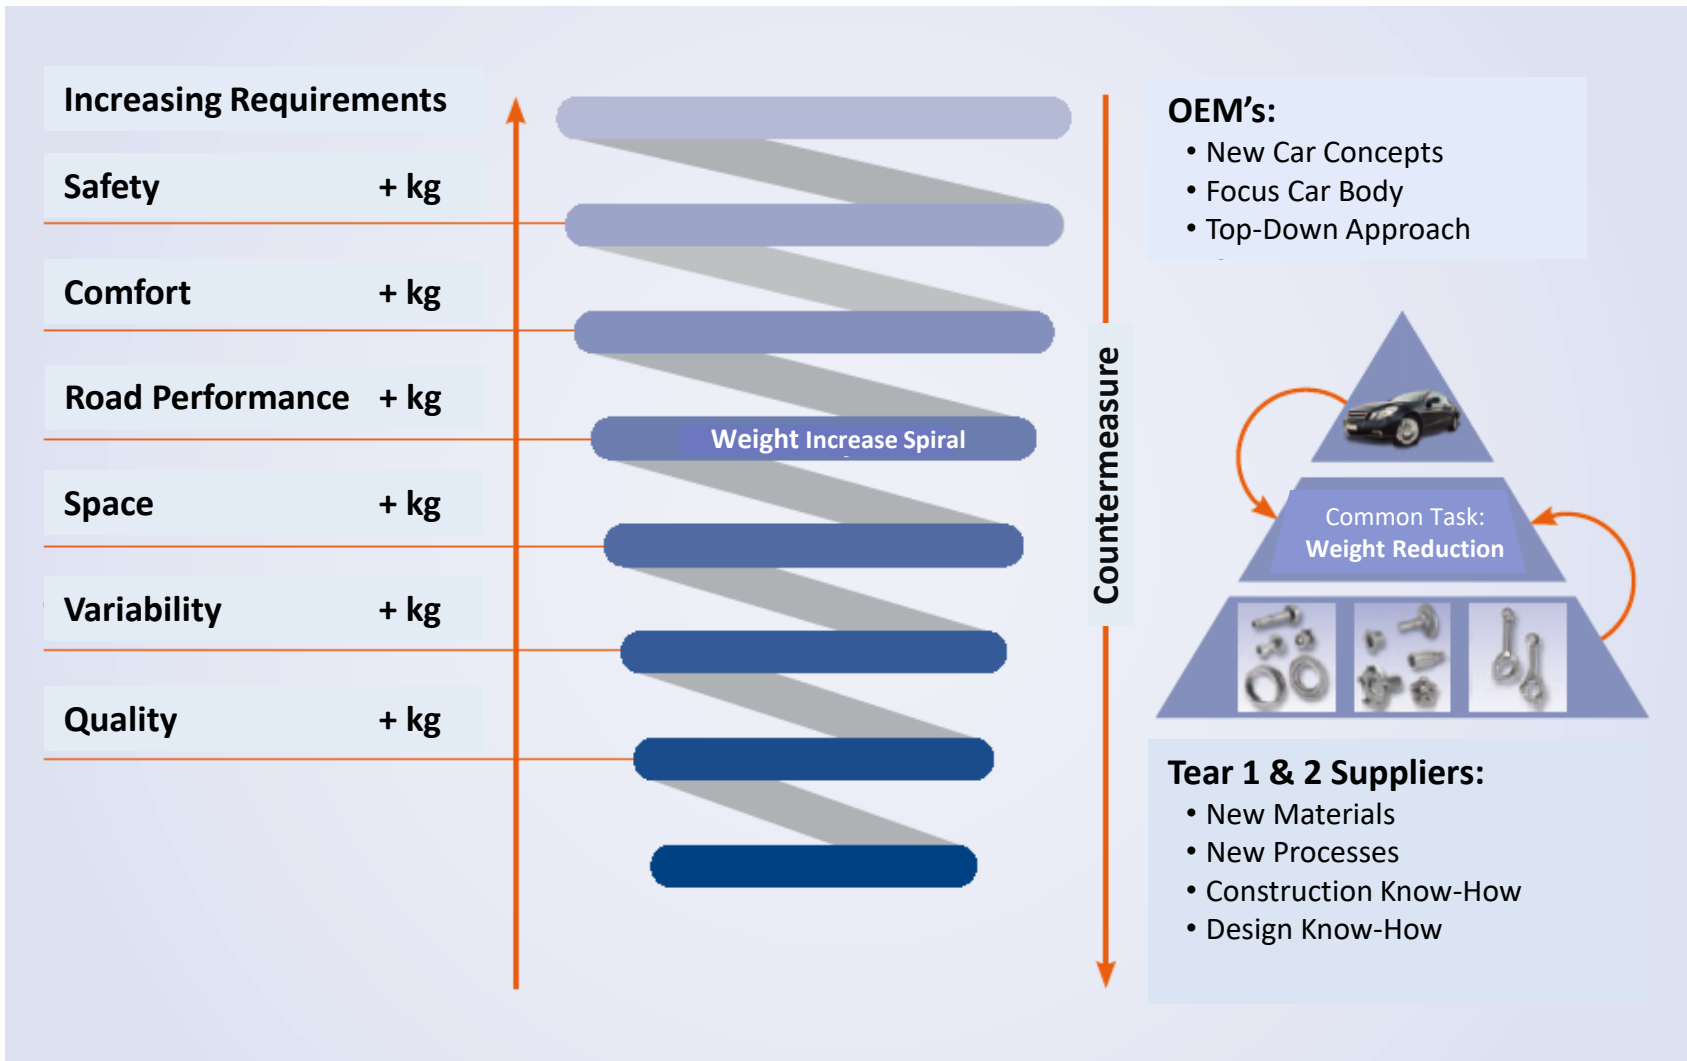 Increasing Requirements
Safety + kg
Comfort + kg
Road Performance + kg
Space + kg
Variability + kg
Quality + kg
Weight Increase Spiral
Countermeasure
OEM’s:
• New Car Concepts
• Focus Car Body
• Top-Down Approach
Common Task:
Weight Reduction
Tear 1 & 2 Suppliers:
• New Materials
• New Processes
• Construction Know-How
• Design Know-How